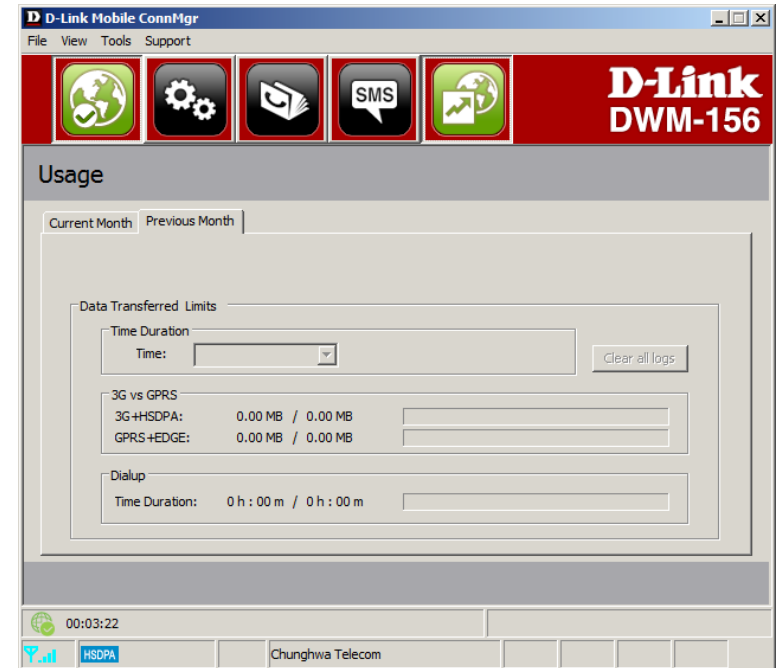 D D-Link Mobile ConnMgr
File View Tools Support
SMS
D-Link
DWM-156
Usage
Current Month Previous Month
Data Transferred Limits
Time Duration
Time:
Clear all logs
3G vs GPRS
3G+HSDPA: 0.00 MB / 0.00 MB
GPRS+EDGE: 0.00 MB / 0.00 MB
Dialup
Time Duration: 0 h : 00 m / 0 h : 00 m
00:03:22
HSDPA Chunghwa Telecom